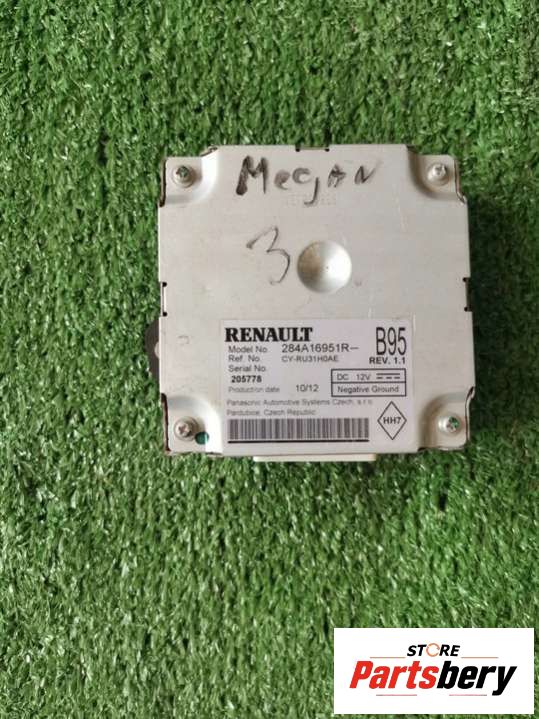 MEGAN
3
RENAULT
B95
Model No. 284A16951R—
REV. 1.1
Ref. No. CY-RU31H0AE
Serial No.
205778
DC 12V
Production date 10/12
Negative Ground
Panasonic Automotive Systems Czech, s.r.o.
Pardubice, Czech Republic
HH7
STORE
Partsbery